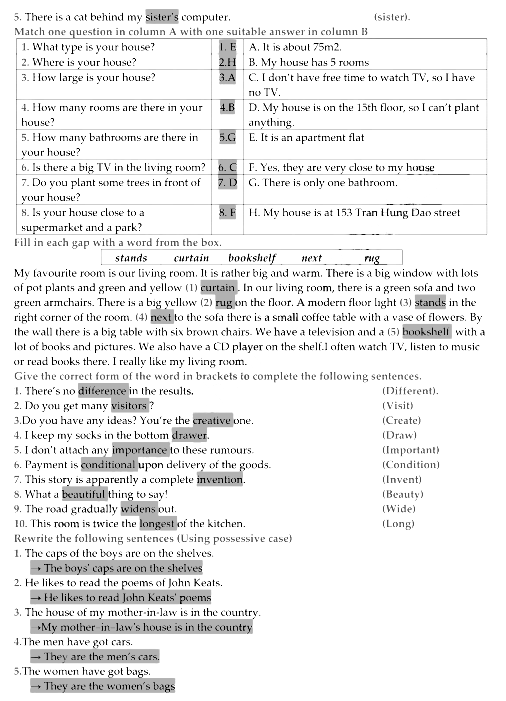 5. There is a cat behind my sister's computer. (sister).
Match one question in column A with one suitable answer in column B
1. What type is your house? 1. E A. It is about 75m2.
2. Where is your house? 2.H B. My house has 5 rooms
3. How large is your house? 3.A C. I don't have free time to watch TV, so I have
no TV.
4. How many rooms are there in your 4.B D. My house is on the 15th floor, so I can't plant
house? anything.
5. How many bathrooms are there in 5.G E. It is an apartment flat
your house?
6. Is there a big TV in the living room? 6. C F. Yes, they are very close to my house
7. Do you plant some trees in front of 7. D G. There is only one bathroom.
your house?
8. Is your house close to a 8. F H. My house is at 153 Tran Hung Dao street
supermarket and a park?
Fill in each gap with a word from the box.
stands curtain bookshelf next rug
My favourite room is our living room. It is rather big and warm. There is a big window with lots
of pot plants and green and yellow (1) curtain . In our living room, there is a green sofa and two
green armchairs. There is a big yellow (2) rug on the floor. A modern floor light (3) stands in the
right corner of the room. (4) next to the sofa there is a small coffee table with a vase of flowers. By
the wall there is a big table with six brown chairs. We have a television and a (5) bookshelf with a
lot of books and pictures. We also have a CD player on the shelf.I often watch TV, listen to music
or read books there. I really like my living room.
Give the correct form of the word in brackets to complete the following sentences.
1. There's no difference in the results. (Different).
2. Do you get many visitors ? (Visit)
3.Do you have any ideas? You're the creative one. (Create)
4. I keep my socks in the bottom drawer. (Draw)
5. I don't attach any importance to these rumours. (Important)
6. Payment is conditional upon delivery of the goods. (Condition)
7. This story is apparently a complete invention. (Invent)
8. What a beautiful thing to say! (Beauty)
9. The road gradually widens out. (Wide)
10. This room is twice the longest of the kitchen. (Long)
Rewrite the following sentences (Using possessive case)
1. The caps of the boys are on the shelves.
→ The boys' caps are on the shelves
2. He likes to read the poems of John Keats.
→ He likes to read John Keats' poems
3. The house of my mother-in-law is in the country.
→My mother-in-law's house is in the country
4.The men have got cars.
→ They are the men's cars.
5.The women have got bags.
→ They are the women's bags